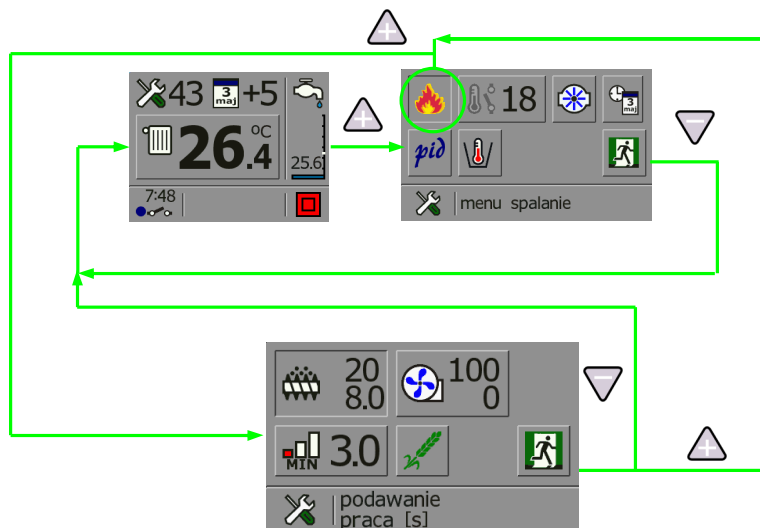 43 3 maj +5
26.4 °C
25.6
7:48
18
3 maj
pid
menu spalanie
20
8.0
100
0
MIN 3.0
podawanie
praca [s]